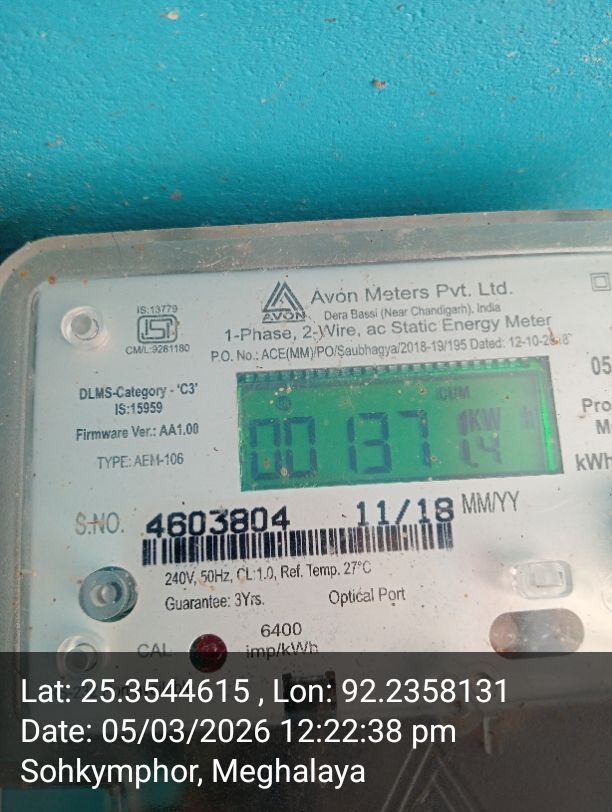 IS:13779
ISI
CM/L:9281180
AVON
Avon Meters Pvt. Ltd.
Dera Bassi (Near Chandigarh), India
1-Phase, 2-Wire, ac Static Energy Meter
P.O. No.: ACE(MM)/PO/Saubhagya/2018-19/195 Dated: 12-10-2018
DLMS-Category - 'C3'
IS:15959
Firmware Ver.: AA1.00
TYPE: AEM-106
CUM
00137
KW h
05
Pro
M
kWh
S.NO. 4603804 11/18 MM/YY
240V, 50Hz, CL:1.0, Ref. Temp. 27°C
Guarantee: 3Yrs.
Optical Port
CAL
6400
imp/kWh
Lat: 25.3544615 , Lon: 92.2358131
Date: 05/03/2026 12:22:38 pm
Sohkymphor, Meghalaya